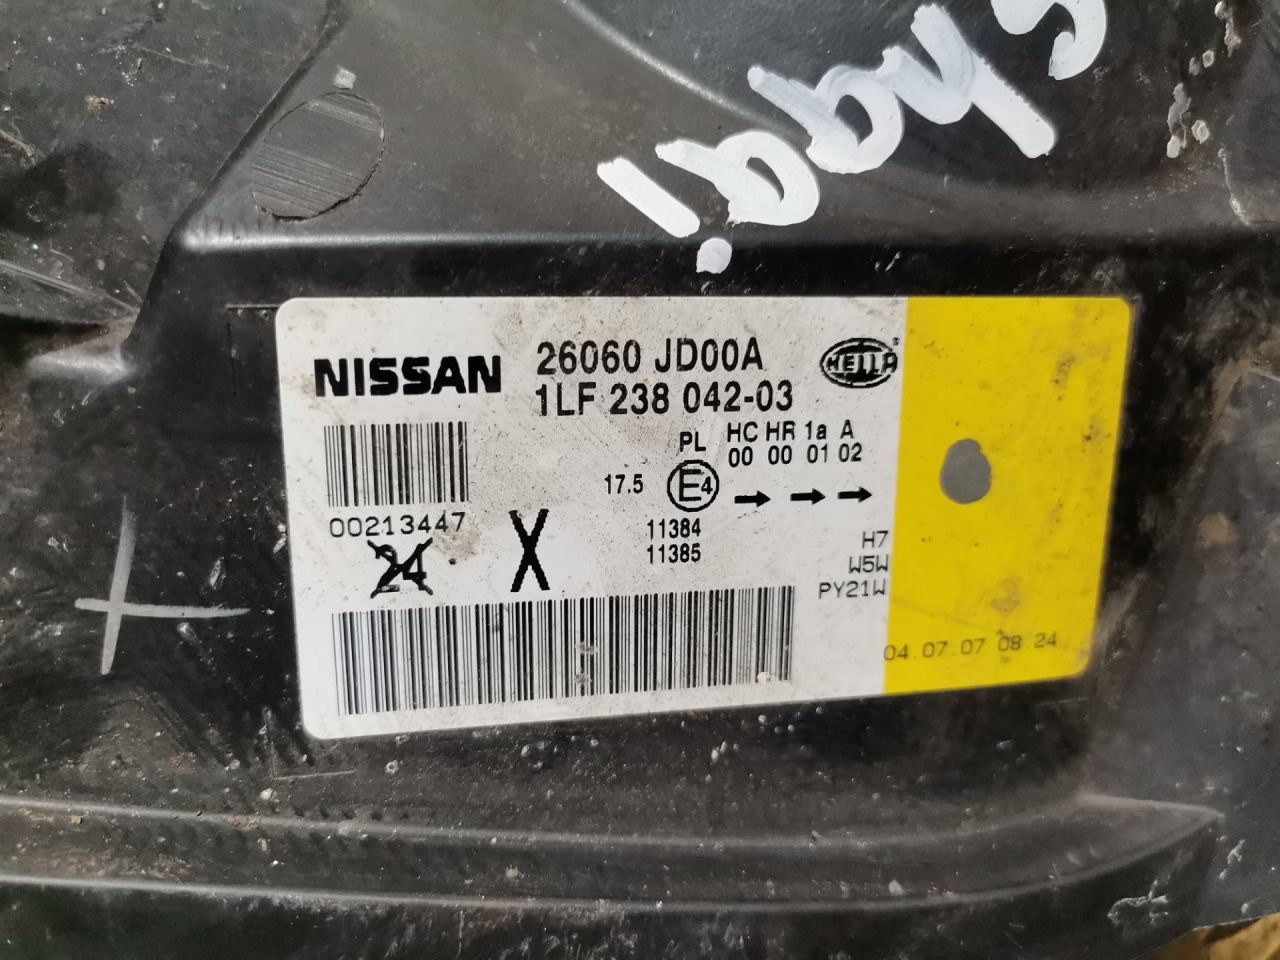 NISSAN
26060 JD00A
1LF 238 042-03
HELLA
PL HC HR 1a A
00 00 01 02
17.5 E4
00213447
24 X
11384
11385
H7
W5W
PY21W
04.07.07 08.24